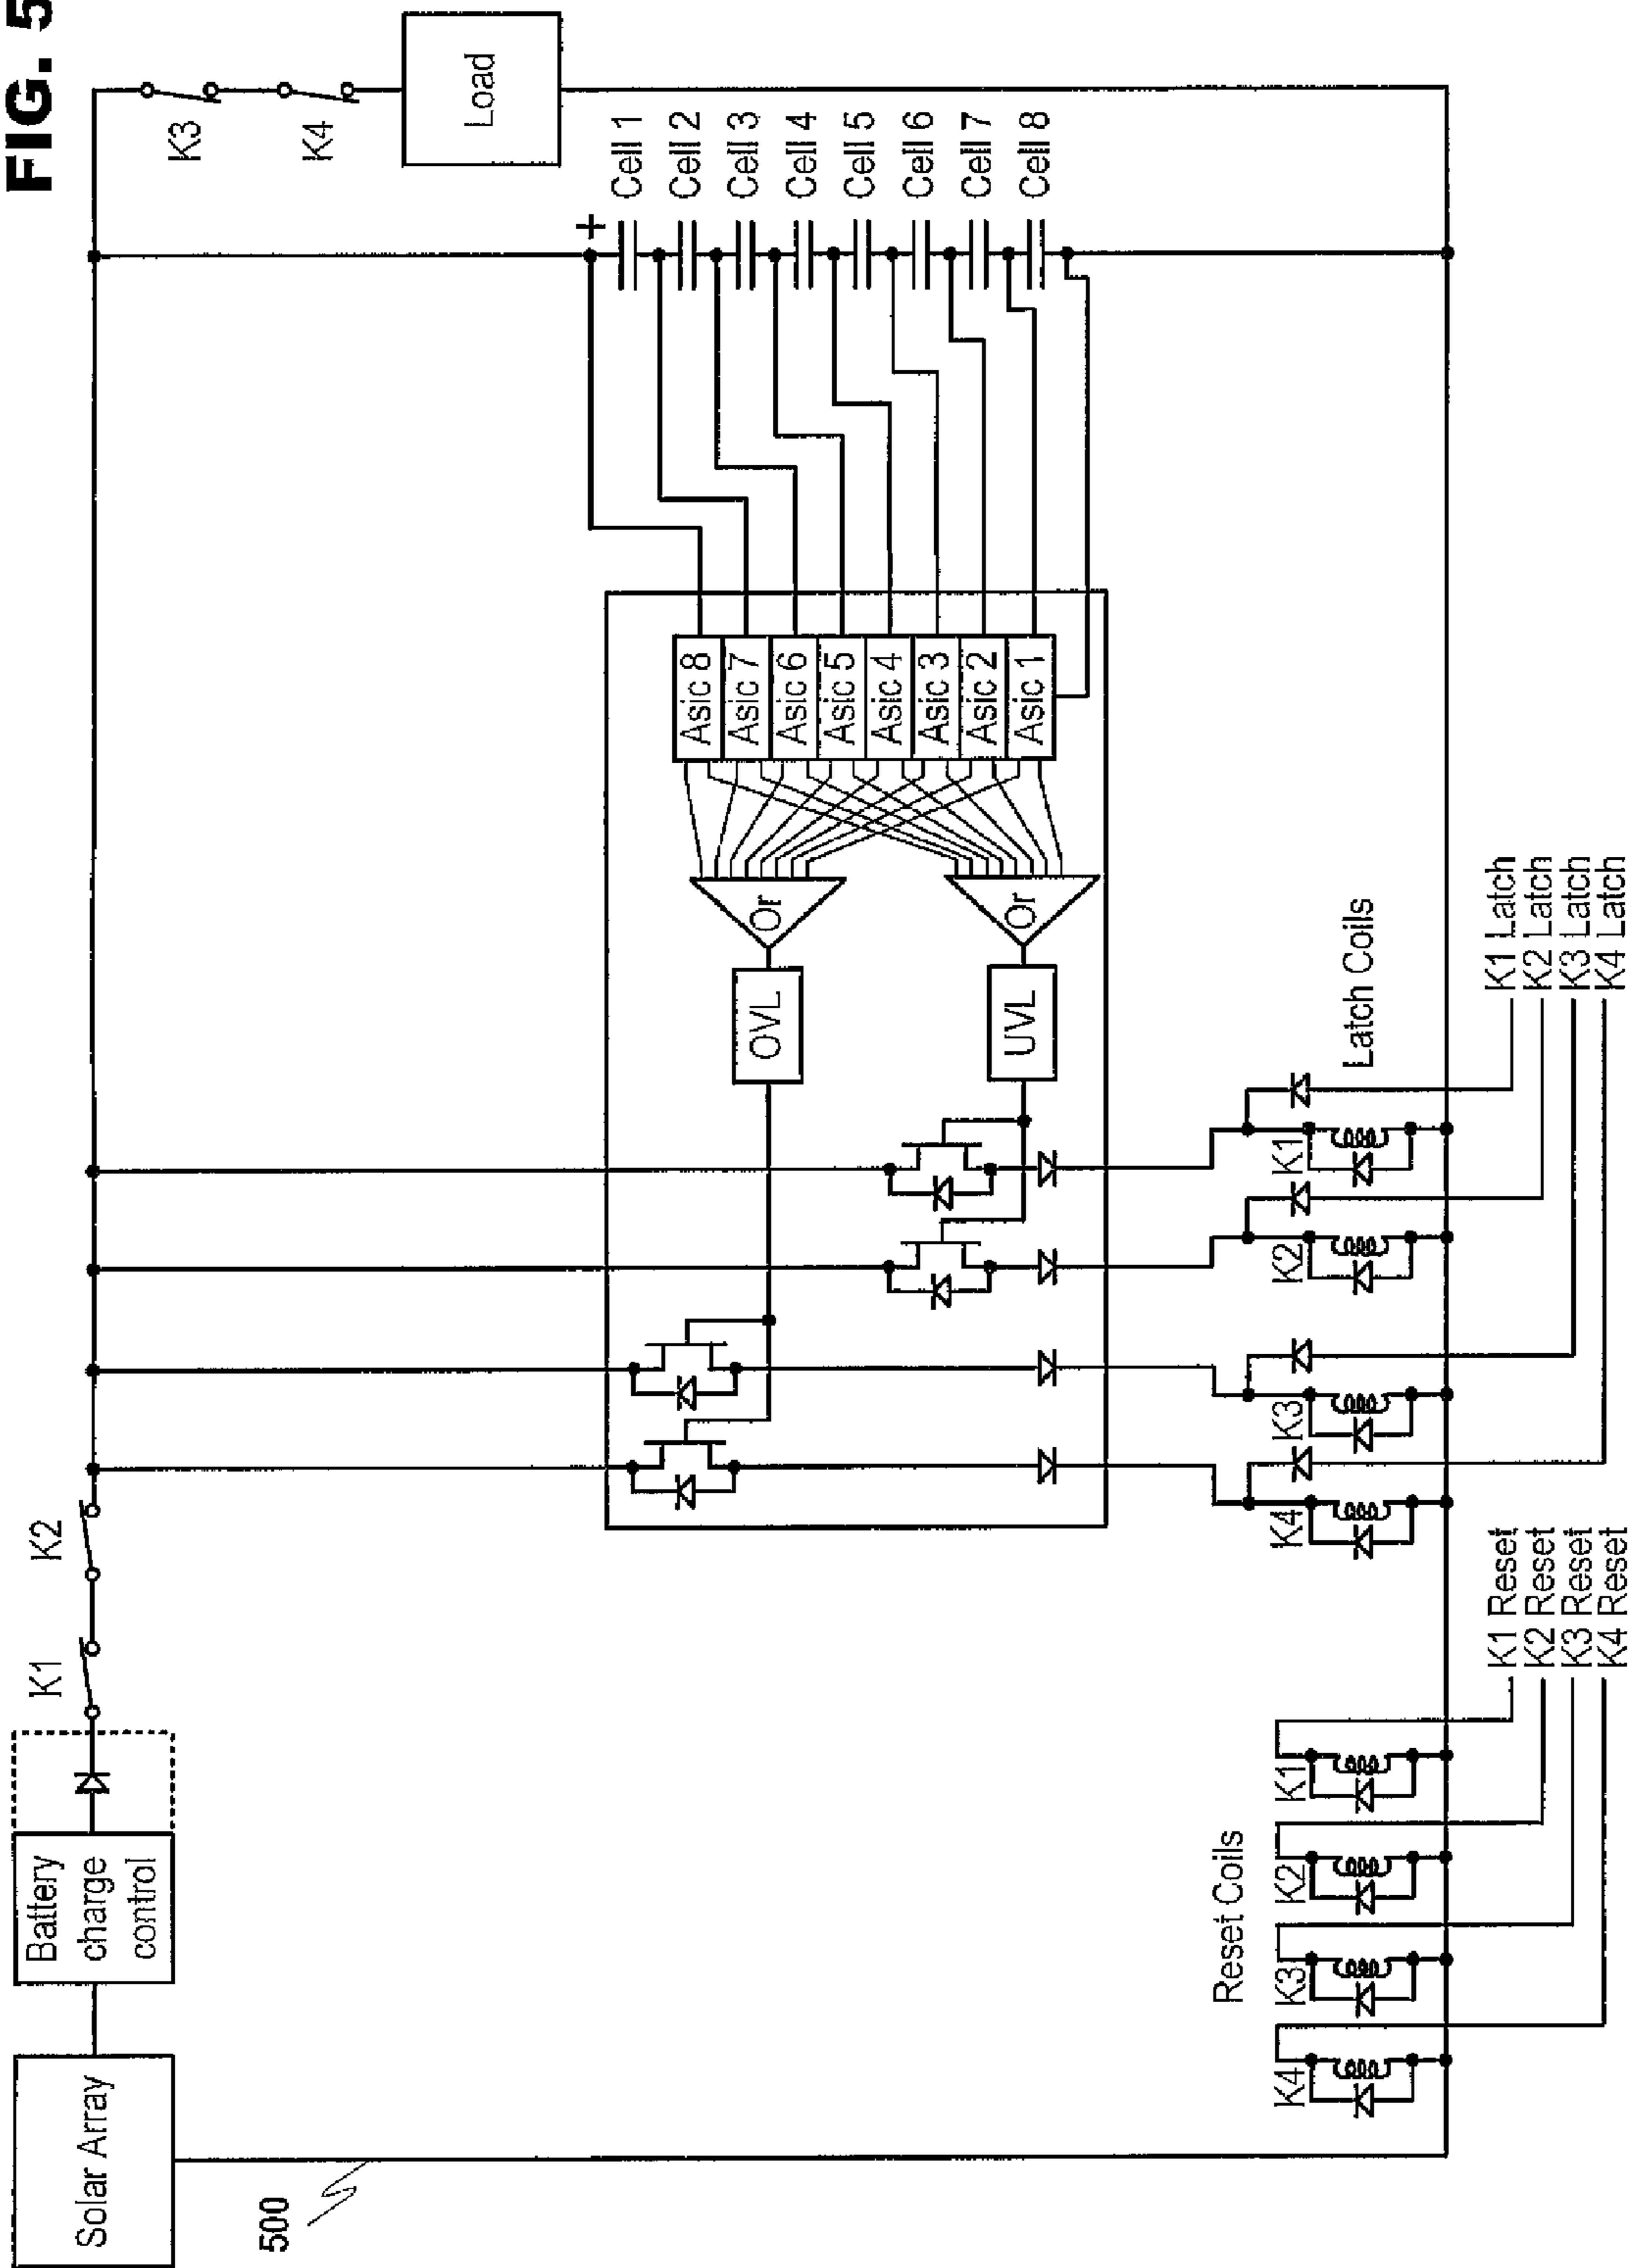 FIG. 5
Solar Array
Battery
charge
control
K1
K2
K3
K4
Load
500
+
Cell 1
Cell 2
Cell 3
Cell 4
Cell 5
Cell 6
Cell 7
Cell 8
Asic 8
Asic 7
Asic 6
Asic 5
Asic 4
Asic 3
Asic 2
Asic 1
Or
Or
OVL
UVL
Reset Coils
K4
K3
K2
K1
K1 Reset
K2 Reset
K3 Reset
K4 Reset
K4
K3
K2
K1
Latch Coils
K1 Latch
K2 Latch
K3 Latch
K4 Latch